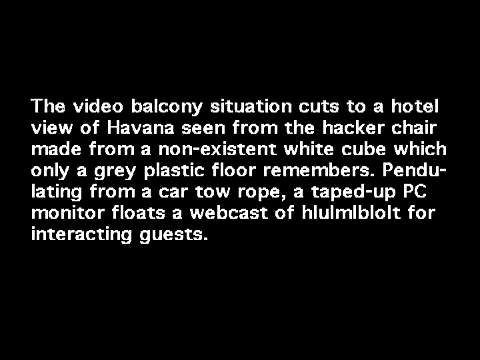 The video balcony situation cuts to a hotel
view of Havana seen from the hacker chair
made from a non-existent white cube which
only a grey plastic floor remembers. Pendu-
lating from a car tow rope, a taped-up PC
monitor floats a webcast of hlulmlblolt for
interacting guests.